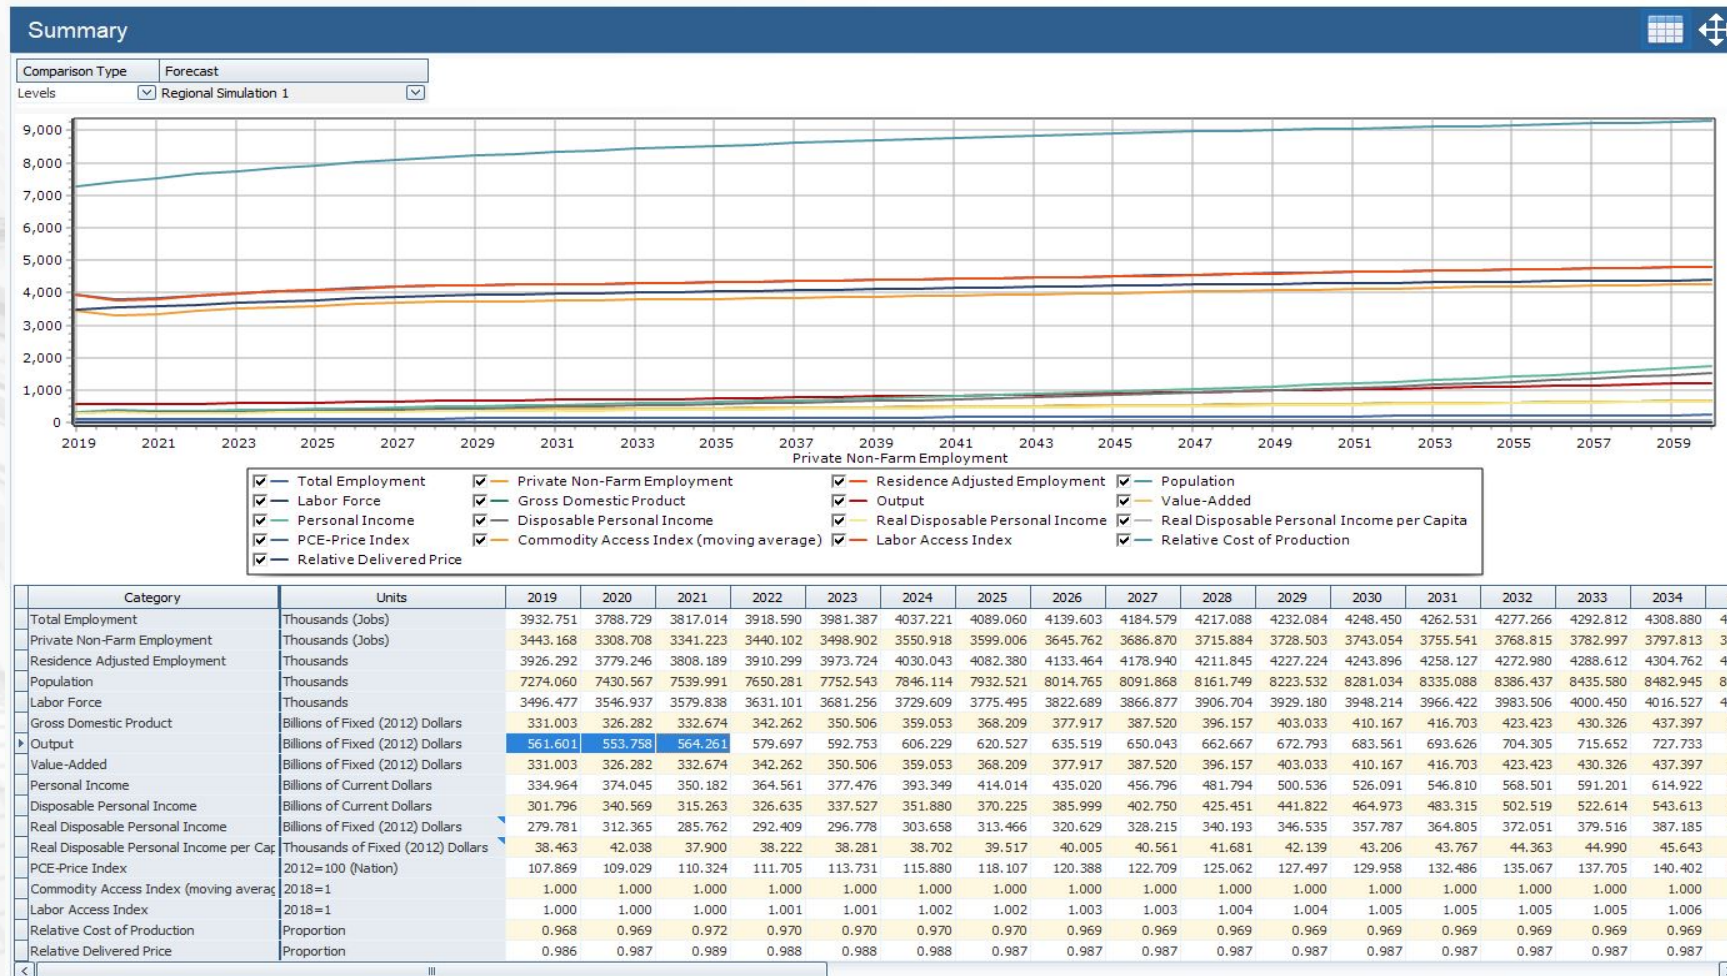 Summary
Comparison Type Forecast
Levels Regional Simulation 1
9,000
8,000
7,000
6,000
5,000
4,000
3,000
2,000
1,000
0
2019 2021 2023 2025 2027 2029 2031 2033 2035 2037 2039 2041 2043 2045 2047 2049 2051 2053 2055 2057 2059
Private Non-Farm Employment
Total Employment Private Non-Farm Employment Residence Adjusted Employment Population
Labor Force Gross Domestic Product Output Value-Added
Personal Income Disposable Personal Income Real Disposable Personal Income Real Disposable Personal Income per Capita
PCE-Price Index Commodity Access Index (moving average) Labor Access Index Relative Cost of Production
Relative Delivered Price
Category Units 2019 2020 2021 2022 2023 2024 2025 2026 2027 2028 2029 2030 2031 2032 2033 2034
Total Employment Thousands (Jobs) 3932.751 3788.729 3817.014 3918.590 3981.387 4037.221 4089.060 4139.603 4184.579 4217.088 4232.084 4248.450 4262.531 4277.266 4292.812 4308.880 4
Private Non-Farm Employment Thousands (Jobs) 3443.168 3308.708 3341.223 3440.102 3498.902 3550.918 3599.006 3645.762 3686.870 3715.884 3728.503 3743.054 3755.541 3768.815 3782.997 3797.813 3
Residence Adjusted Employment Thousands 3926.292 3779.246 3808.189 3910.299 3973.724 4030.043 4082.380 4133.464 4178.940 4211.845 4227.224 4243.896 4258.127 4272.980 4288.612 4304.762 4
Population Thousands 7274.060 7430.567 7539.991 7650.281 7752.543 7846.114 7932.521 8014.765 8091.868 8161.749 8223.532 8281.034 8335.088 8386.437 8435.580 8482.945 8
Labor Force Thousands 3496.477 3546.937 3579.838 3631.101 3681.256 3729.609 3775.495 3822.689 3866.877 3906.704 3929.180 3948.214 3966.422 3983.506 4000.450 4016.527 4
Gross Domestic Product Billions of Fixed (2012) Dollars 331.003 326.282 332.674 342.262 350.506 359.053 368.209 377.917 387.520 396.157 403.033 410.167 416.703 423.423 430.326 437.397
Output Billions of Fixed (2012) Dollars 561.601 553.758 564.261 579.697 592.753 606.229 620.527 635.519 650.043 662.667 672.793 683.561 693.626 704.305 715.652 727.733
Value-Added Billions of Fixed (2012) Dollars 331.003 326.282 332.674 342.262 350.506 359.053 368.209 377.917 387.520 396.157 403.033 410.167 416.703 423.423 430.326 437.397
Personal Income Billions of Current Dollars 334.964 374.045 350.182 364.561 377.476 393.349 414.014 435.020 456.796 481.794 500.536 526.091 546.810 568.501 591.201 614.922
Disposable Personal Income Billions of Current Dollars 301.796 340.569 315.263 326.635 337.527 351.880 370.225 385.999 402.750 425.451 441.822 464.973 483.315 502.519 522.614 543.613
Real Disposable Personal Income Billions of Fixed (2012) Dollars 279.781 312.365 285.762 292.409 296.778 303.658 313.466 320.629 328.215 340.193 346.535 357.787 364.805 372.051 379.516 387.185
Real Disposable Personal Income per Cap Thousands of Fixed (2012) Dollars 38.463 42.038 37.900 38.222 38.282 38.702 39.517 40.005 40.561 41.681 42.139 43.206 43.767 44.363 44.990 45.643
PCE-Price Index 2012=100 (Nation) 107.869 109.029 110.324 111.705 113.731 115.880 118.107 120.388 122.709 125.062 127.497 129.958 132.486 135.067 137.705 140.402
Commodity Access Index (moving averag 2018=1 1.000 1.000 1.000 1.000 1.000 1.000 1.000 1.000 1.000 1.000 1.000 1.000 1.000 1.000 1.000 1.000
Labor Access Index 2018=1 1.000 1.000 1.000 1.001 1.001 1.002 1.002 1.003 1.003 1.004 1.004 1.005 1.005 1.005 1.005 1.006
Relative Cost of Production Proportion 0.968 0.969 0.972 0.970 0.970 0.970 0.970 0.969 0.969 0.969 0.969 0.969 0.969 0.969 0.969 0.969
Relative Delivered Price Proportion 0.986 0.987 0.989 0.988 0.988 0.988 0.987 0.987 0.987 0.987 0.987 0.987 0.987 0.987 0.987 0.987